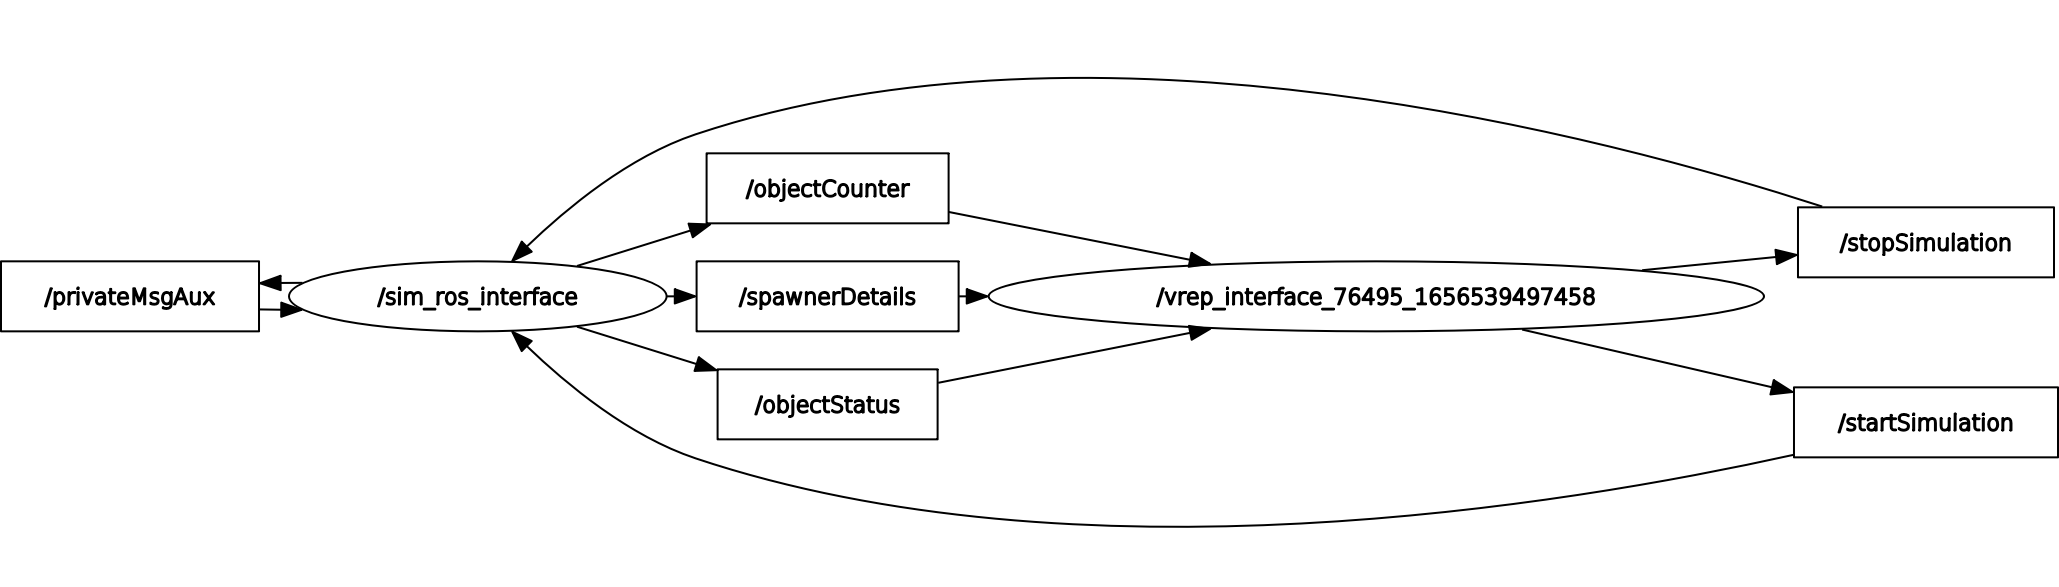 /objectCounter
/stopSimulation
/privateMsgAux
/sim_ros_interface
/spawnerDetails
/vrep_interface_76495_1656539497458
/objectStatus
/startSimulation